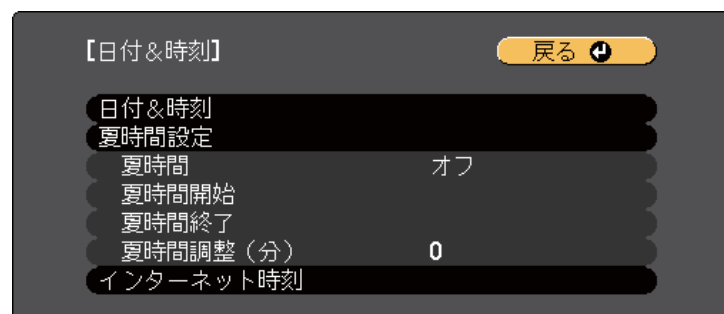 【日付＆時刻】
戻る
日付＆時刻
夏時間設定
夏時間 オフ
夏時間開始
夏時間終了
夏時間調整（分） 0
インターネット時刻